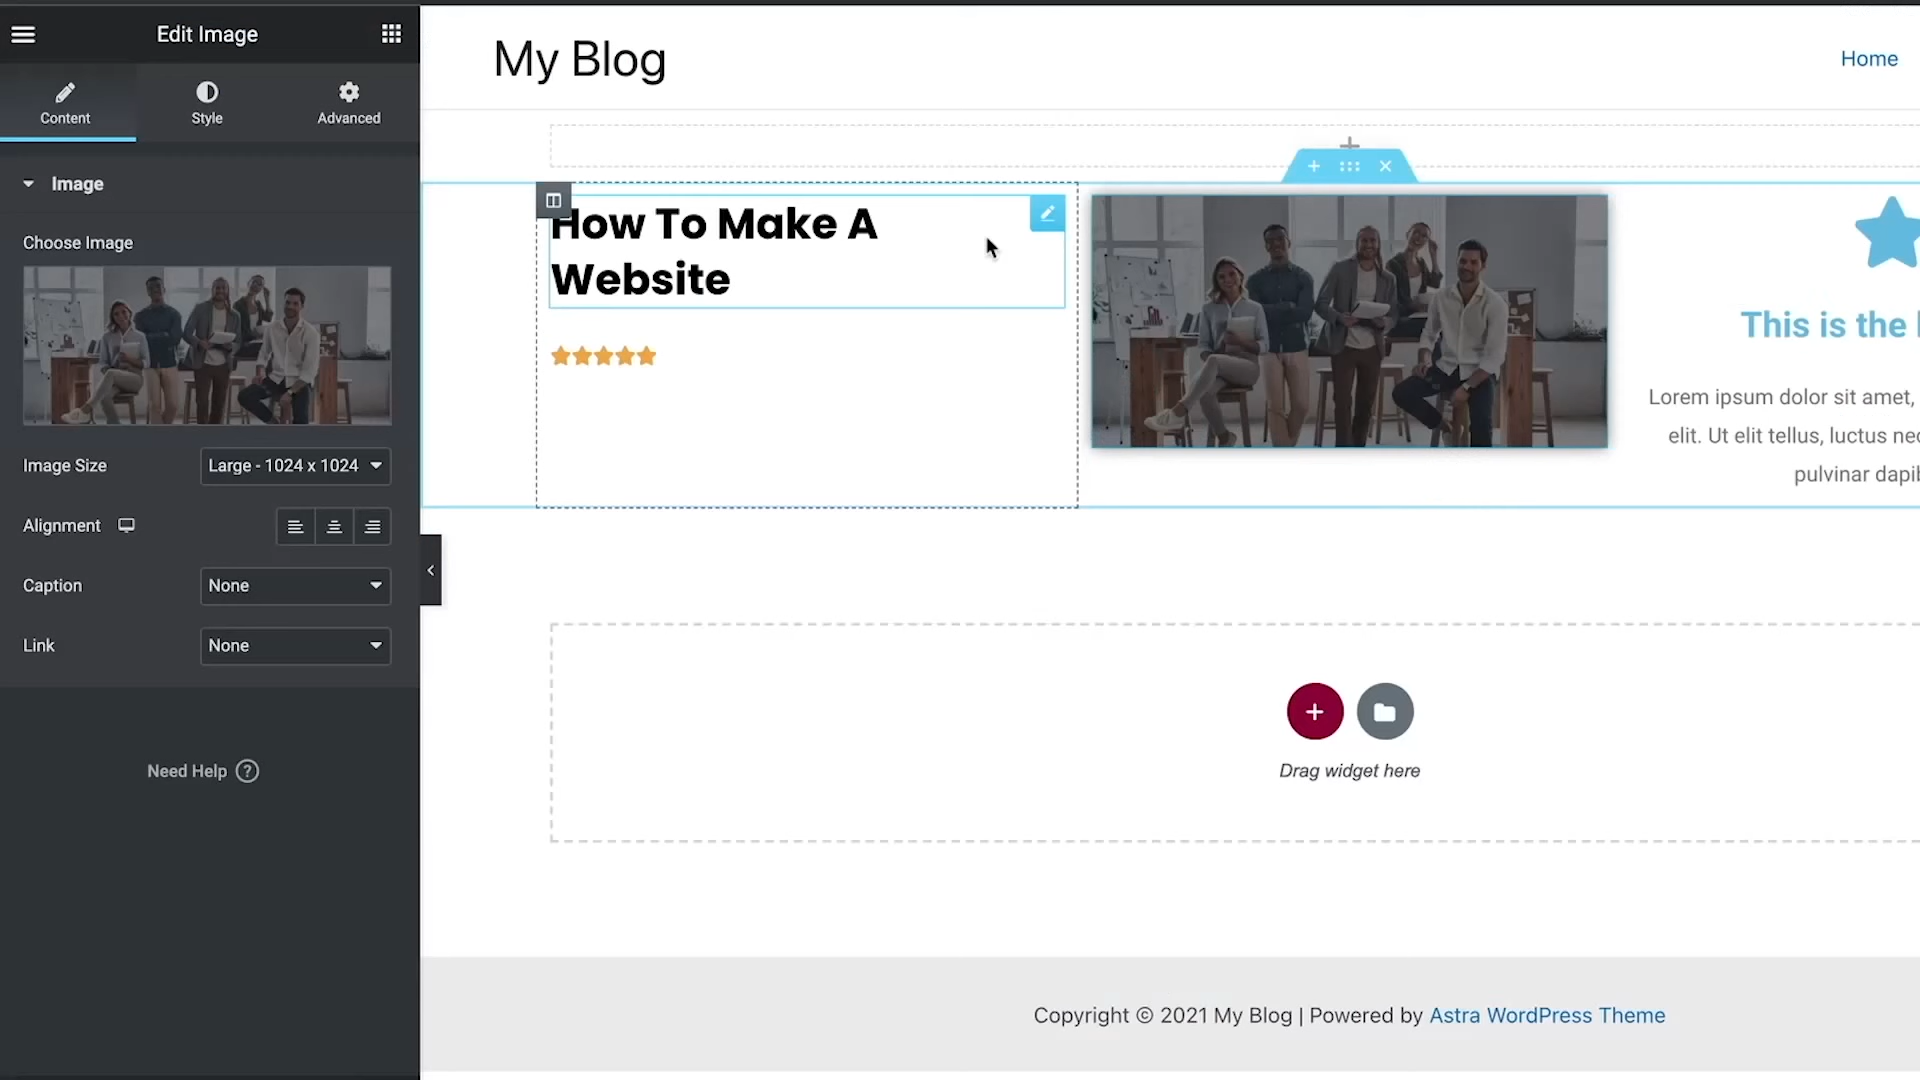 Edit Image
Content
Style
Advanced
Image
Choose Image
Image Size
Large - 1024 x 1024
Alignment
Caption
None
Link
None
Need Help ?
My Blog
Home
How To Make A
Website
This is the
Lorem ipsum dolor sit amet,
elit. Ut elit tellus, luctus nec
pulvinar dapib
Drag widget here
Copyright © 2021 My Blog | Powered by Astra WordPress Theme